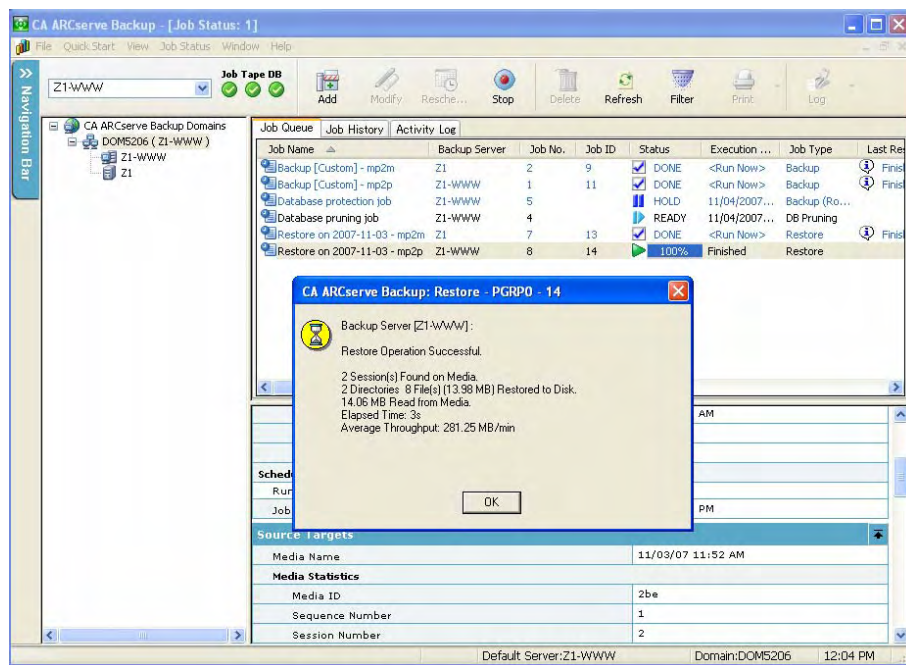 CA ARCserve Backup - [Job Status: 1]
File Quick Start View Job Status Window Help
Navigation Bar
Z1-WWW
Job Tape DB
Add Modify Resche... Stop Delete Refresh Filter Print Log
CA ARCserve Backup Domains
DOM5206 ( Z1-WWW )
Z1-WWW
Z1
Job Queue Job History Activity Log
Job Name Backup Server Job No. Job ID Status Execution ... Job Type Last Res
Backup [Custom] - mp2m Z1 2 9 DONE <Run Now> Backup Finis
Backup [Custom] - mp2p Z1-WWW 1 11 DONE <Run Now> Backup Finis
Database protection job Z1-WWW 5 HOLD 11/04/2007... Backup (Ro...
Database pruning job Z1-WWW 4 READY 11/04/2007... DB Pruning
Restore on 2007-11-03 - mp2m Z1 7 13 DONE <Run Now> Restore Finis
Restore on 2007-11-03 - mp2p Z1-WWW 8 14 100% Finished Restore
CA ARCserve Backup: Restore - PGRP0 - 14
Backup Server [Z1-WWW] :
Restore Operation Successful.
2 Session(s) Found on Media.
2 Directories 8 File(s) (13.98 MB) Restored to Disk.
14.06 MB Read from Media.
Elapsed Time: 3s
Average Throughput: 281.25 MB/min
OK
AM
Sched
Run
Job
PM
Source Targets
Media Name 11/03/07 11:52 AM
Media Statistics
Media ID 2be
Sequence Number 1
Session Number 2
Default Server:Z1-WWW Domain:DOM5206 12:04 PM